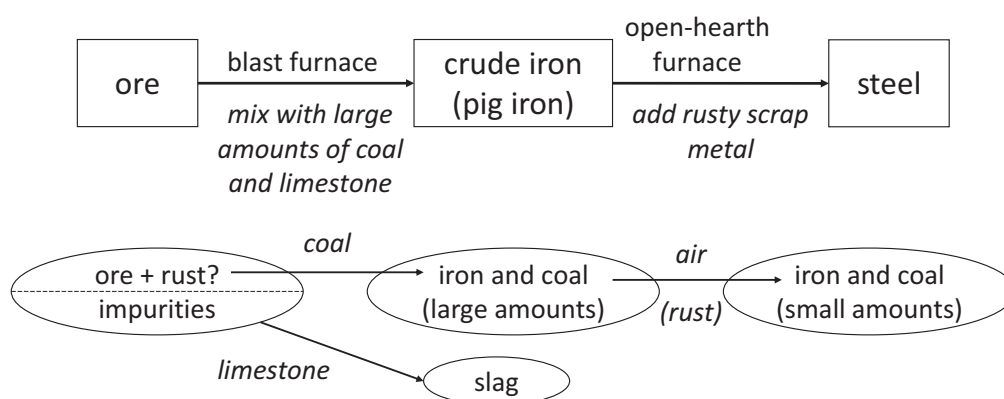 ore
blast furnace
mix with large
amounts of coal
and limestone
crude iron
(pig iron)
open-hearth
furnace
add rusty scrap
metal
steel
ore + rust?
impurities
coal
iron and coal
(large amounts)
air
(rust)
iron and coal
(small amounts)
limestone
slag